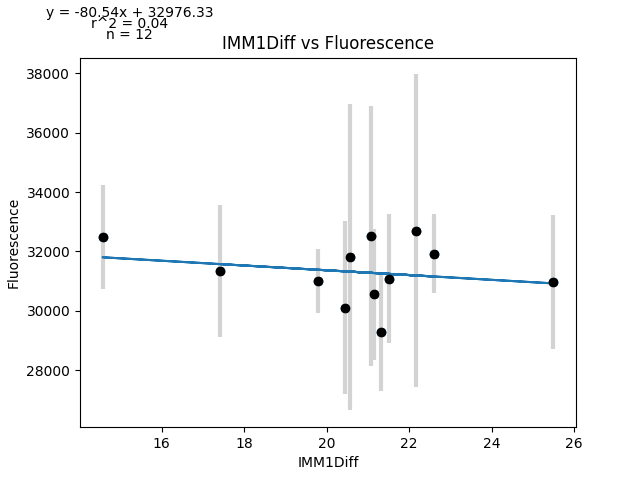 y = -80.54x + 32976.33
r^2 = 0.04
n = 12
IMM1Diff vs Fluorescence
38000
36000
34000
32000
30000
28000
Fluorescence
16 18 20 22 24 26
IMM1Diff